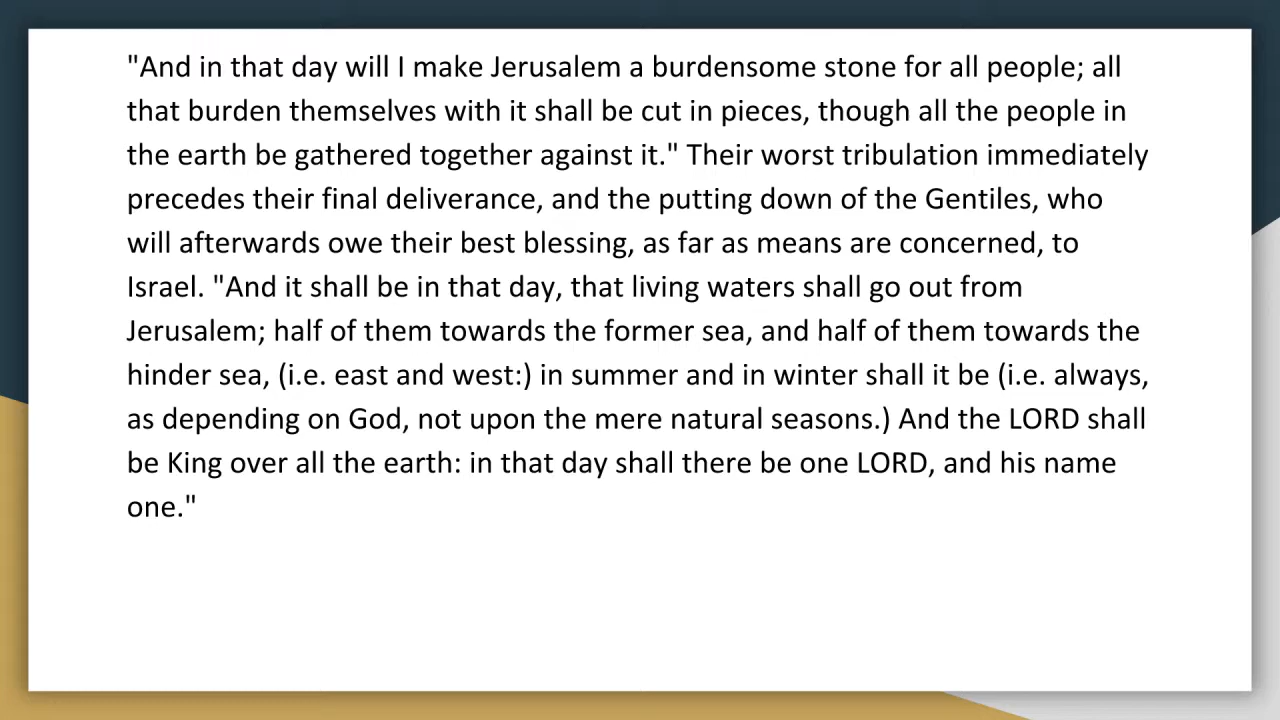 "And in that day will I make Jerusalem a burdensome stone for all people; all
that burden themselves with it shall be cut in pieces, though all the people in
the earth be gathered together against it." Their worst tribulation immediately
precedes their final deliverance, and the putting down of the Gentiles, who
will afterwards owe their best blessing, as far as means are concerned, to
Israel. "And it shall be in that day, that living waters shall go out from
Jerusalem; half of them towards the former sea, and half of them towards the
hinder sea, (i.e. east and west:) in summer and in winter shall it be (i.e. always,
as depending on God, not upon the mere natural seasons.) And the LORD shall
be King over all the earth: in that day shall there be one LORD, and his name
one."